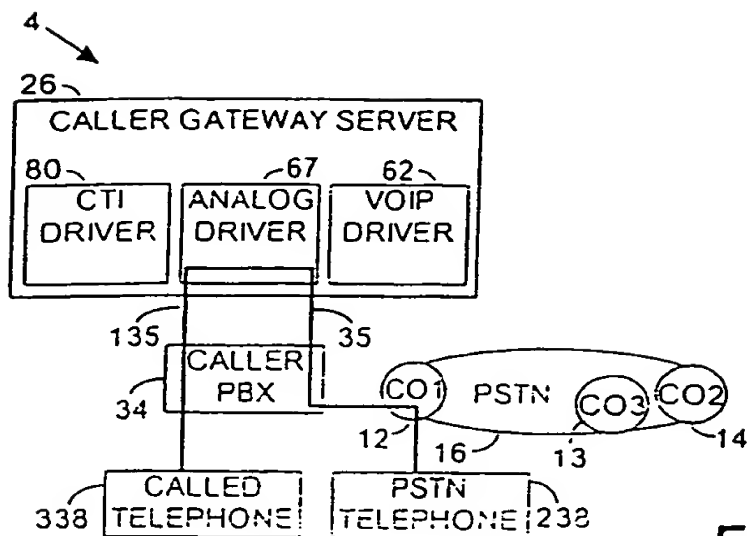 4
26
CALLER GATEWAY SERVER
80 67 62
CTI DRIVER
ANALOG DRIVER
VOIP DRIVER
135 35
CALLER PBX
34
CO1 PSTN CO3 CO2
12 16 13 14
338
CALLED TELEPHONE
PSTN TELEPHONE
238